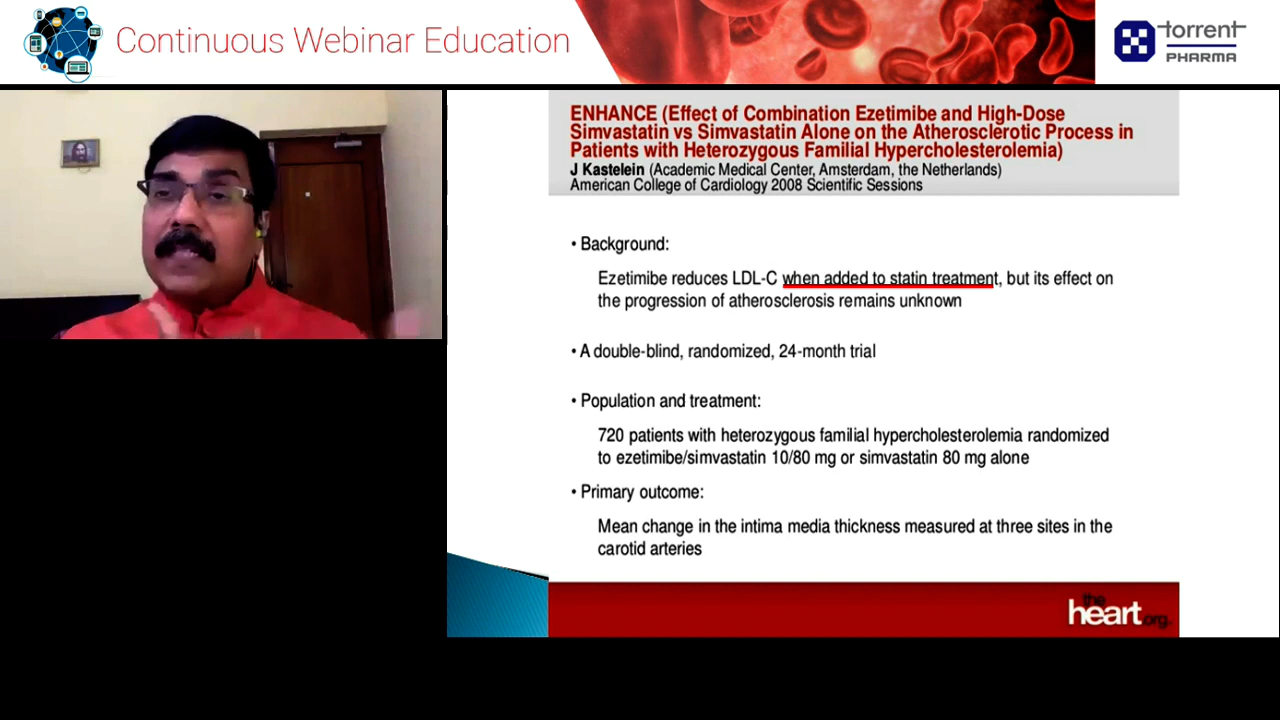 Continuous Webinar Education
torrent
PHARMA
ENHANCE (Effect of Combination Ezetimibe and High-Dose
Simvastatin vs Simvastatin Alone on the Atherosclerotic Process in
Patients with Heterozygous Familial Hypercholesterolemia)
J Kastelein (Academic Medical Center, Amsterdam, the Netherlands)
American College of Cardiology 2008 Scientific Sessions
• Background:
Ezetimibe reduces LDL-C when added to statin treatment, but its effect on
the progression of atherosclerosis remains unknown
• A double-blind, randomized, 24-month trial
• Population and treatment:
720 patients with heterozygous familial hypercholesterolemia randomized
to ezetimibe/simvastatin 10/80 mg or simvastatin 80 mg alone
• Primary outcome:
Mean change in the intima media thickness measured at three sites in the
carotid arteries
the
heart.org